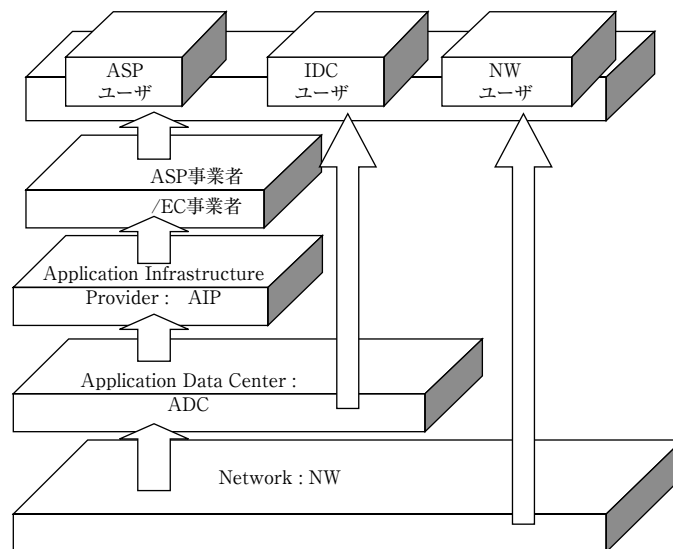 ASP
ユーザ
IDC
ユーザ
NW
ユーザ
ASP事業者
/EC事業者
Application Infrastructure
Provider : AIP
Application Data Center :
ADC
Network : NW